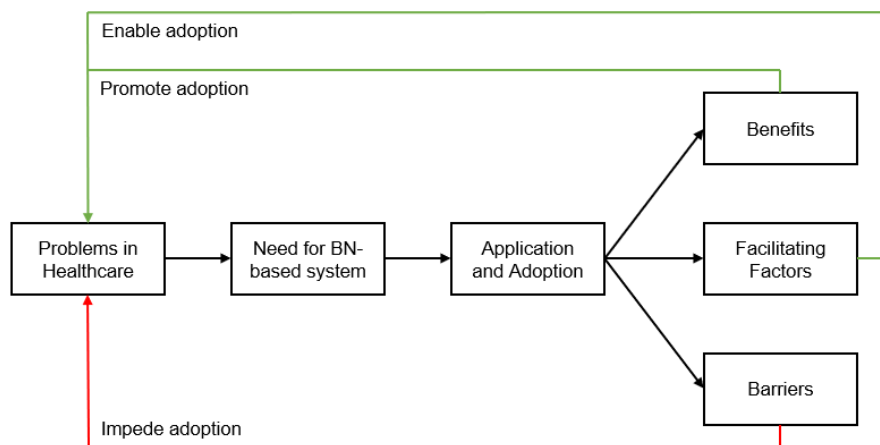 Enable adoption
Promote adoption
Benefits
Problems in
Healthcare
Need for BN-
based system
Application
and Adoption
Facilitating
Factors
Barriers
Impede adoption